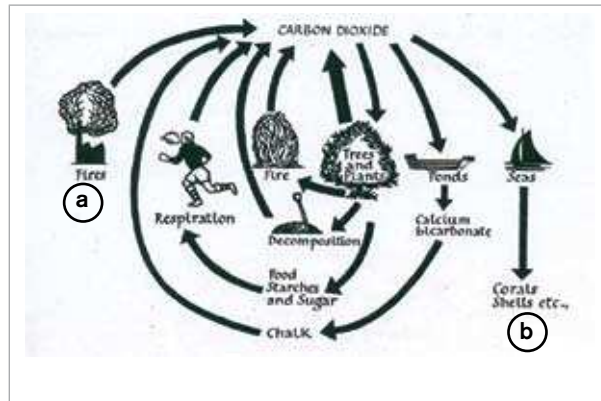 CARBON DIOXIDE
Fires
a
Respiration
Fire
Trees
and
Plants
Ponds
Seas
Decomposition
Calcium
bicarbonate
Food
Starches
and Sugar
Corals
Shells etc.,
b
Chalk